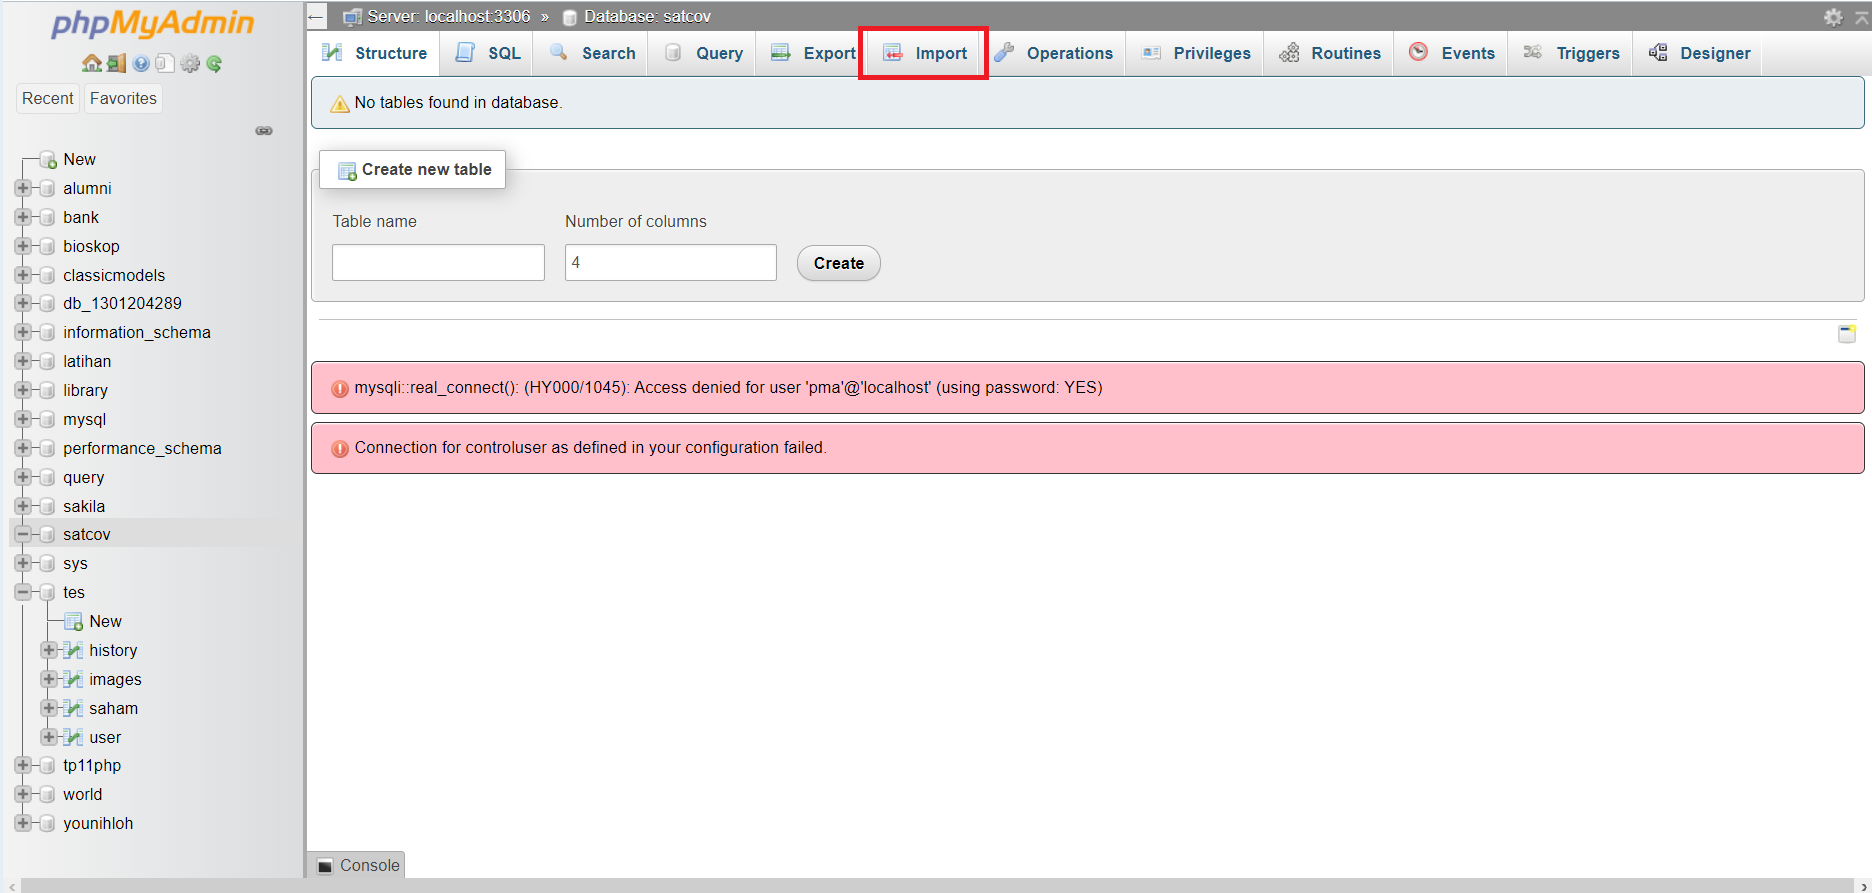 phpMyAdmin
Recent Favorites
New
alumni
bank
bioskop
classicmodels
db_1301204289
information_schema
latihan
library
mysql
performance_schema
query
sakila
satcov
sys
tes
New
history
images
saham
user
tp11php
world
younihloh
Server: localhost:3306 » Database: satcov
Structure SQL Search Query Export Import Operations Privileges Routines Events Triggers Designer
No tables found in database.
Create new table
Table name Number of columns
4 Create
mysqli::real_connect(): (HY000/1045): Access denied for user 'pma'@'localhost' (using password: YES)
Connection for controluser as defined in your configuration failed.
Console